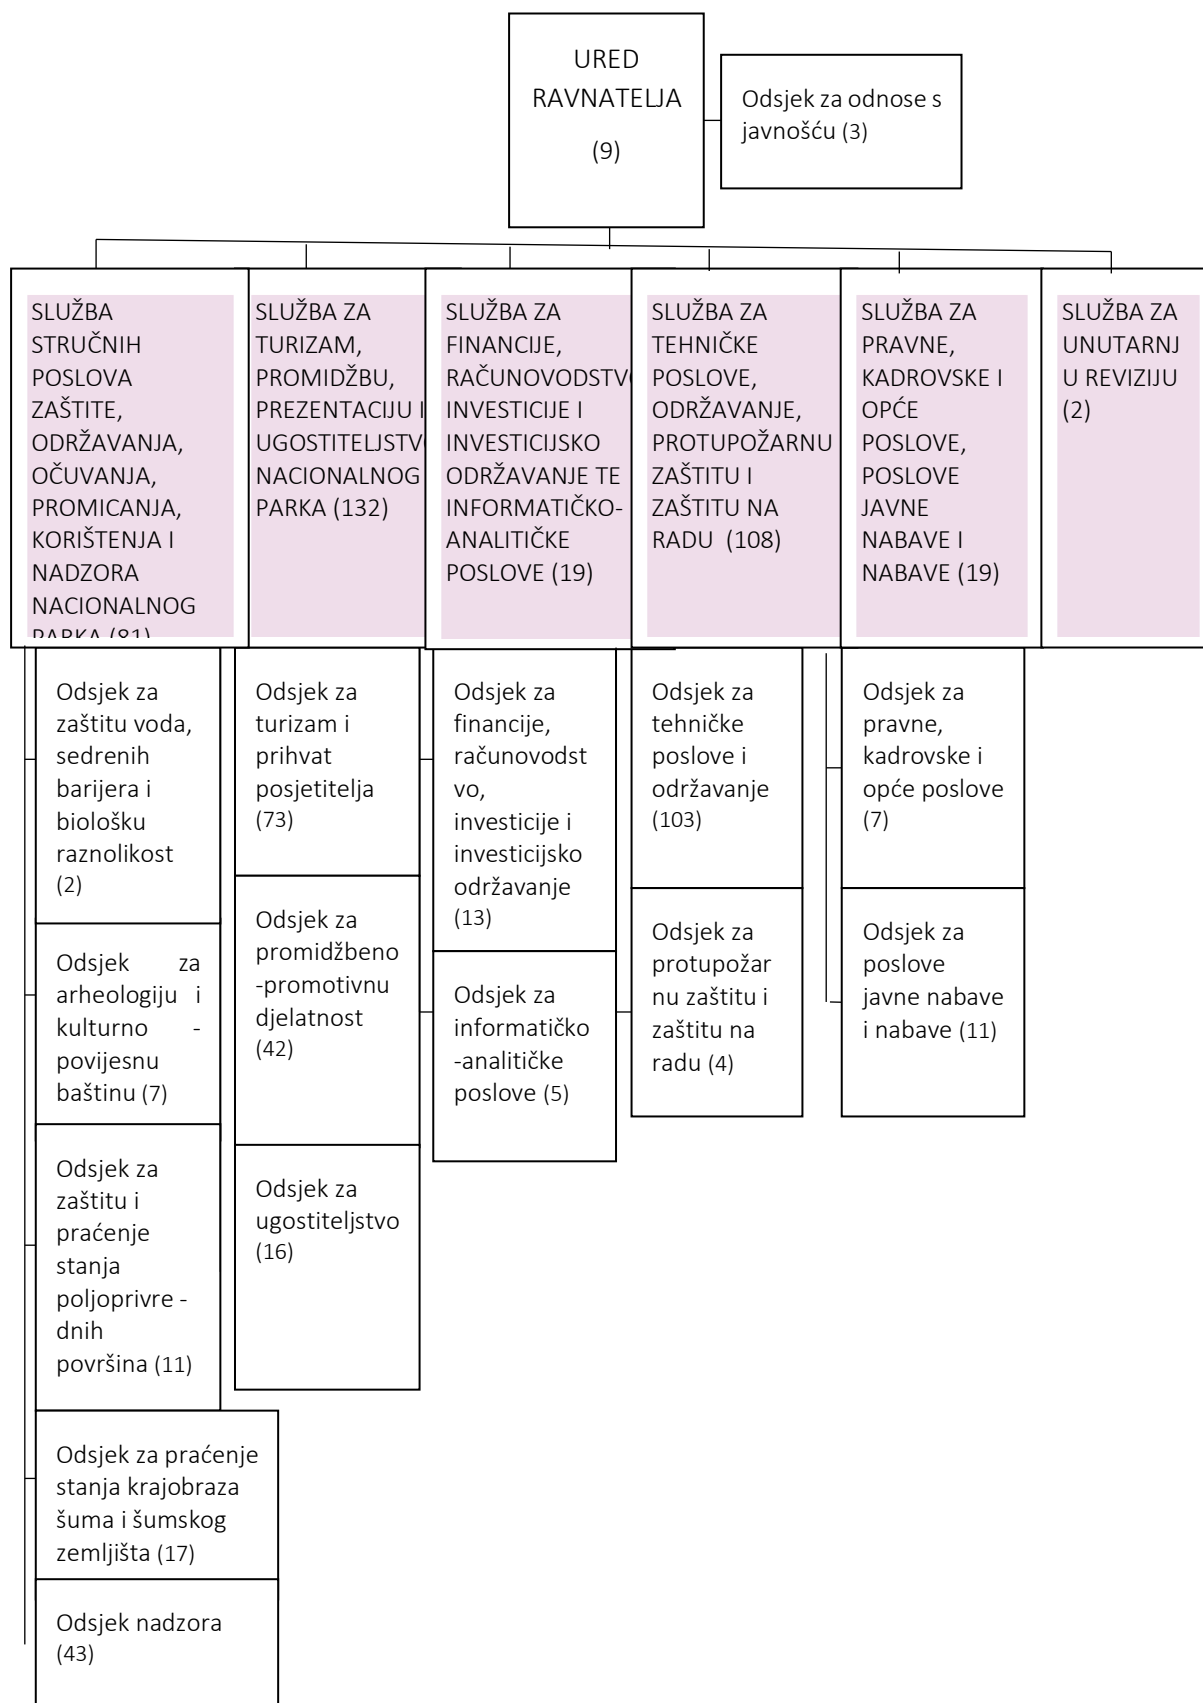 URED
RAVNATELJA
(9)
Odsjek za odnose s
javnošću (3)
SLUŽBA
STRUČNIH
POSLOVA
ZAŠTITE,
ODRŽAVANJA,
OČUVANJA,
PROMICANJA,
KORIŠTENJA I
NADZORA
NACIONALNOG
PARKA (81)
SLUŽBA ZA
TURIZAM,
PROMIDŽBU,
PREZENTACIJU I
UGOSTITELJSTVO
NACIONALNOG
PARKA (132)
SLUŽBA ZA
FINANCIJE,
RAČUNOVODSTVO
INVESTICIJE I
INVESTICIJSKO
ODRŽAVANJE TE
INFORMATIČKO-
ANALITIČKE
POSLOVE (19)
SLUŽBA ZA
TEHNIČKE
POSLOVE,
ODRŽAVANJE,
PROTUPOŽARNU
ZAŠTITU I
ZAŠTITU NA
RADU (108)
SLUŽBA ZA
PRAVNE,
KADROVSKE I
OPĆE
POSLOVE,
POSLOVE
JAVNE
NABAVE I
NABAVE (19)
SLUŽBA ZA
UNUTARNJ
U REVIZIJU
(2)
Odsjek za
zaštitu voda,
sedrenih
barijera i
biološku
raznolikost
(2)
Odsjek za
arheologiju i
kulturno -
povijesnu
baštinu (7)
Odsjek za
zaštitu i
praćenje
stanja
poljoprivre -
dnih
površina (11)
Odsjek za praćenje
stanja krajobraza
šuma i šumskog
zemljišta (17)
Odsjek nadzora
(43)
Odsjek za
turizam i
prihvat
posjetitelja
(73)
Odsjek za
promidžbeno
-promotivnu
djelatnost
(42)
Odsjek za
ugostiteljstvo
(16)
Odsjek za
financije,
računovodst
vo,
investicije i
investicijsko
održavanje
(13)
Odsjek za
informatičko
-analitičke
poslove (5)
Odsjek za
tehničke
poslove i
održavanje
(103)
Odsjek za
protupožar
nu zaštitu i
zaštitu na
radu (4)
Odsjek za
pravne,
kadrovske i
opće poslove
(7)
Odsjek za
poslove
javne nabave
i nabave (11)